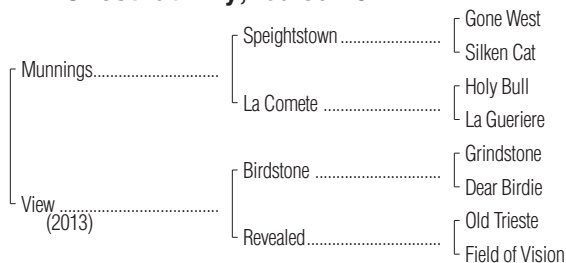 Gone West
Speightstown
Silken Cat
Munnings
Holy Bull
La Comete
La Gueriere
Grindstone
Birdstone
Dear Birdie
View
(2013)
Old Trieste
Revealed
Field of Vision